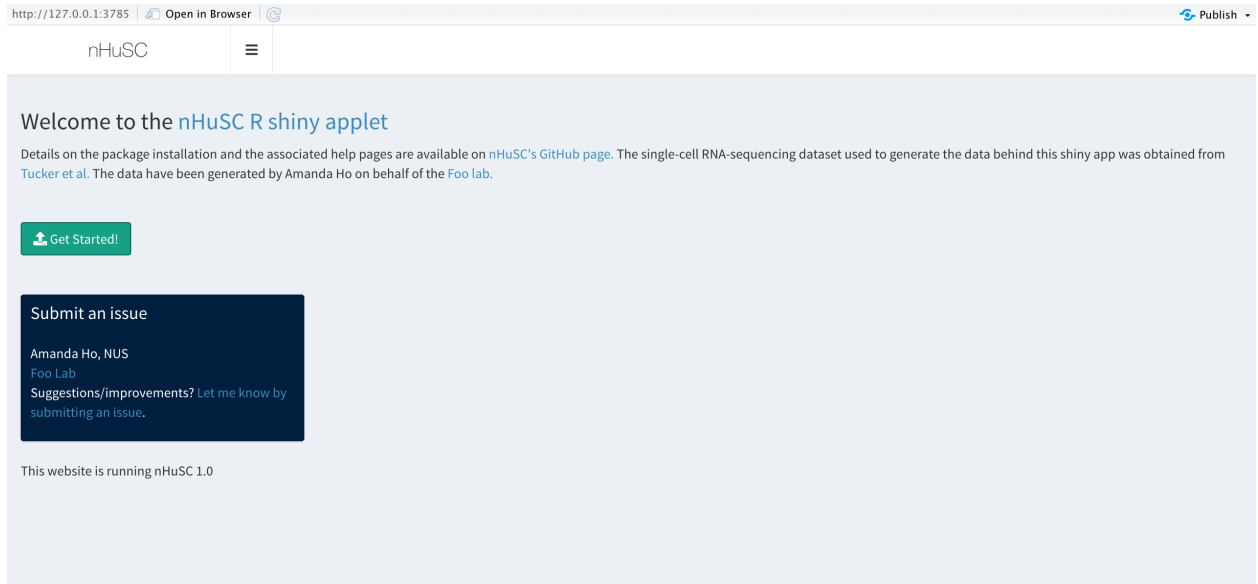 http://127.0.0.1:3785 Open in Browser Publish
nHuSC
Welcome to the nHuSC R shiny applet
Details on the package installation and the associated help pages are available on nHuSC's GitHub page. The single-cell RNA-sequencing dataset used to generate the data behind this shiny app was obtained from
Tucker et al. The data have been generated by Amanda Ho on behalf of the Foo lab.
Get Started!
Submit an issue
Amanda Ho, NUS
Foo Lab
Suggestions/improvements? Let me know by
submitting an issue.
This website is running nHuSC 1.0